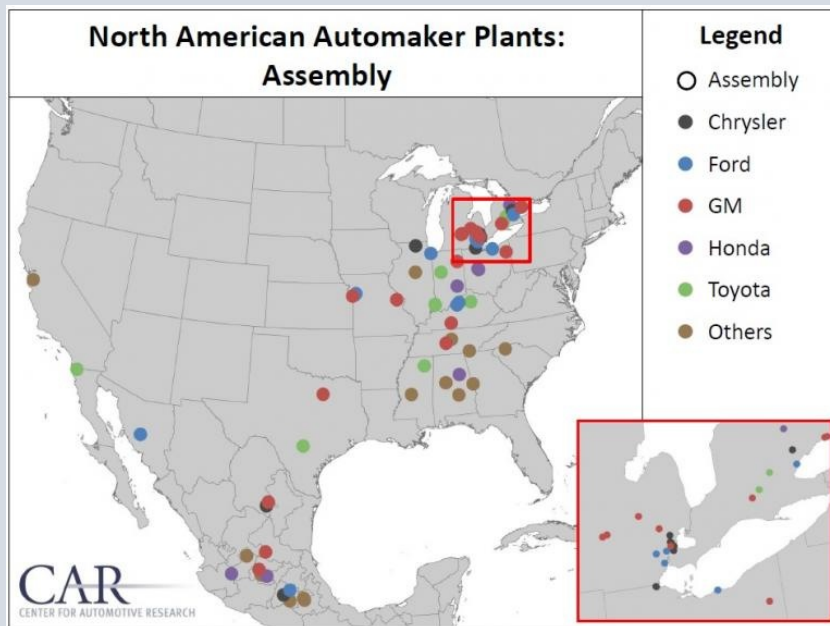 North American Automaker Plants:
Assembly
Legend
Assembly
Chrysler
Ford
GM
Honda
Toyota
Others
CAR
CENTER FOR AUTOMOTIVE RESEARCH